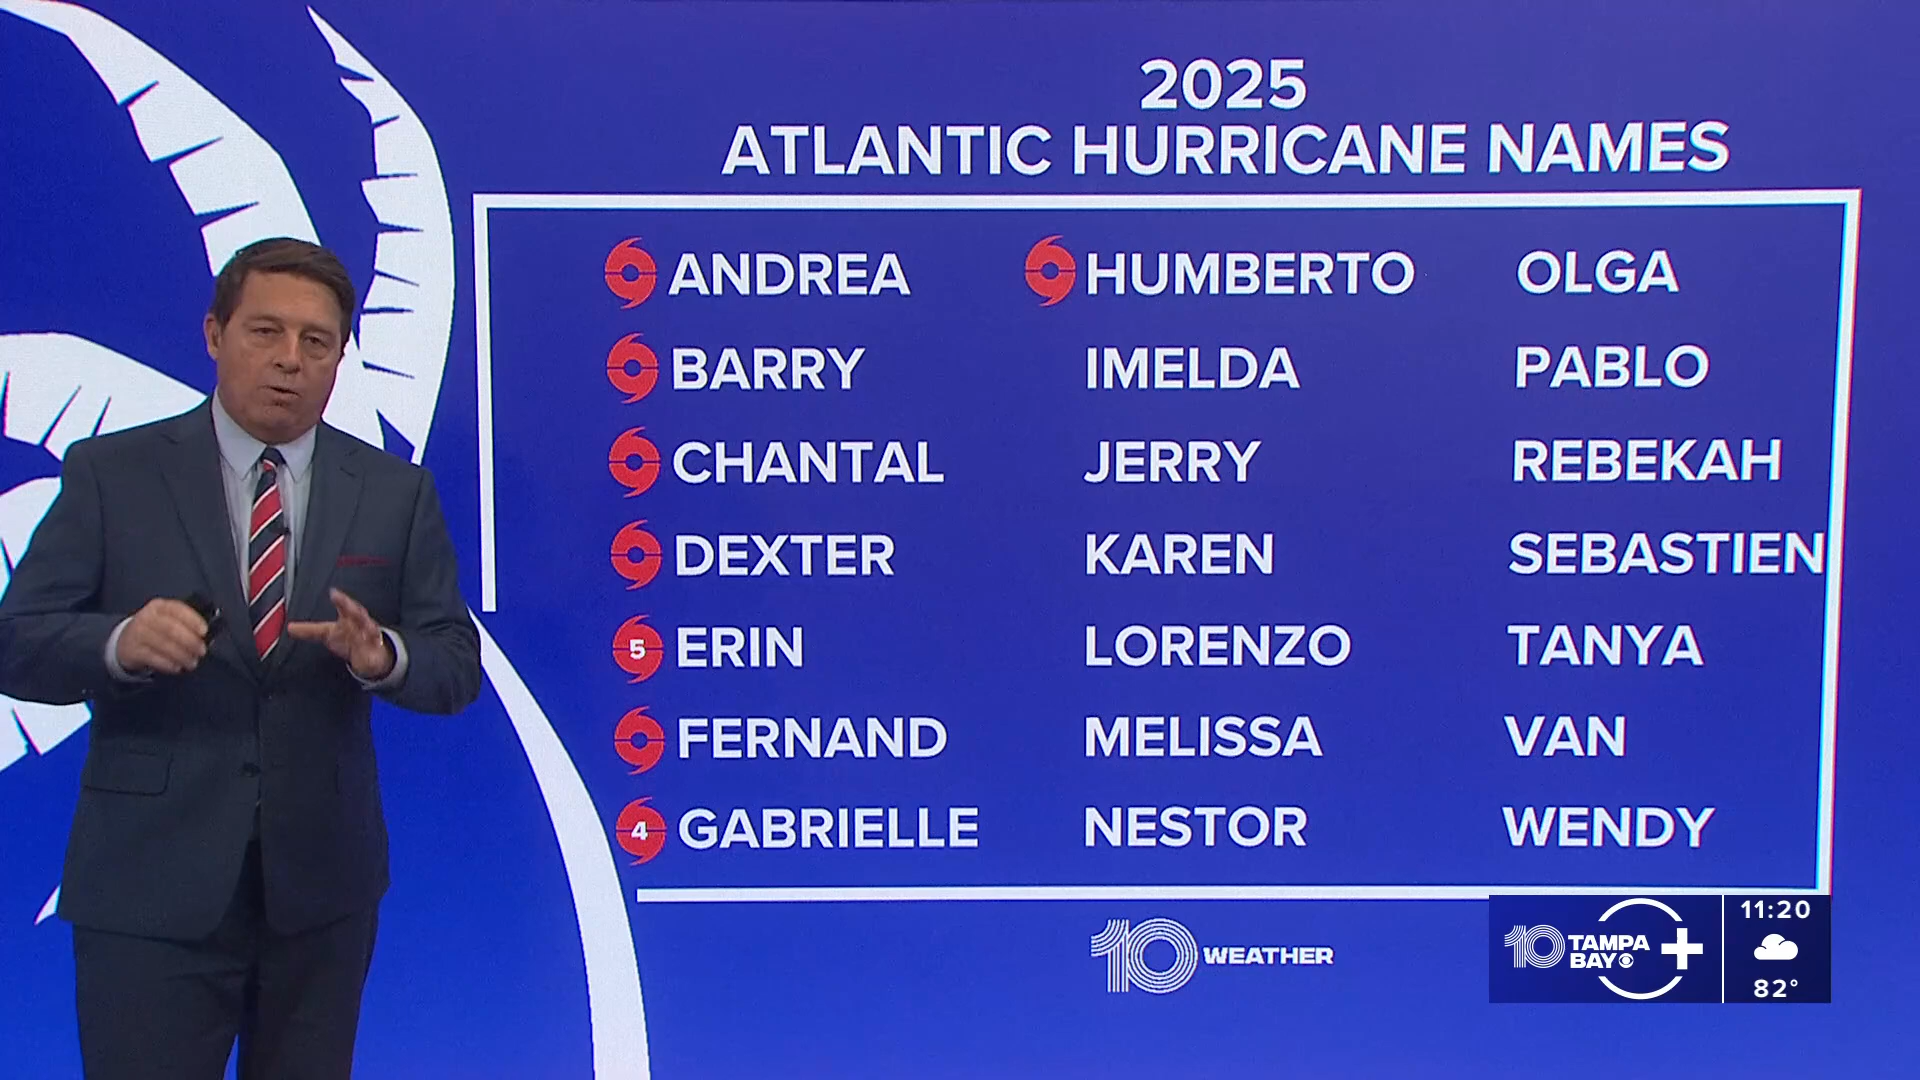 2025
ATLANTIC HURRICANE NAMES
ANDREA
BARRY
CHANTAL
DEXTER
5 ERIN
FERNAND
4 GABRIELLE
HUMBERTO
IMELDA
JERRY
KAREN
LORENZO
MELISSA
NESTOR
OLGA
PABLO
REBEKAH
SEBASTIEN
TANYA
VAN
WENDY
10 WEATHER
10 TAMPA BAY +
11:20
82°